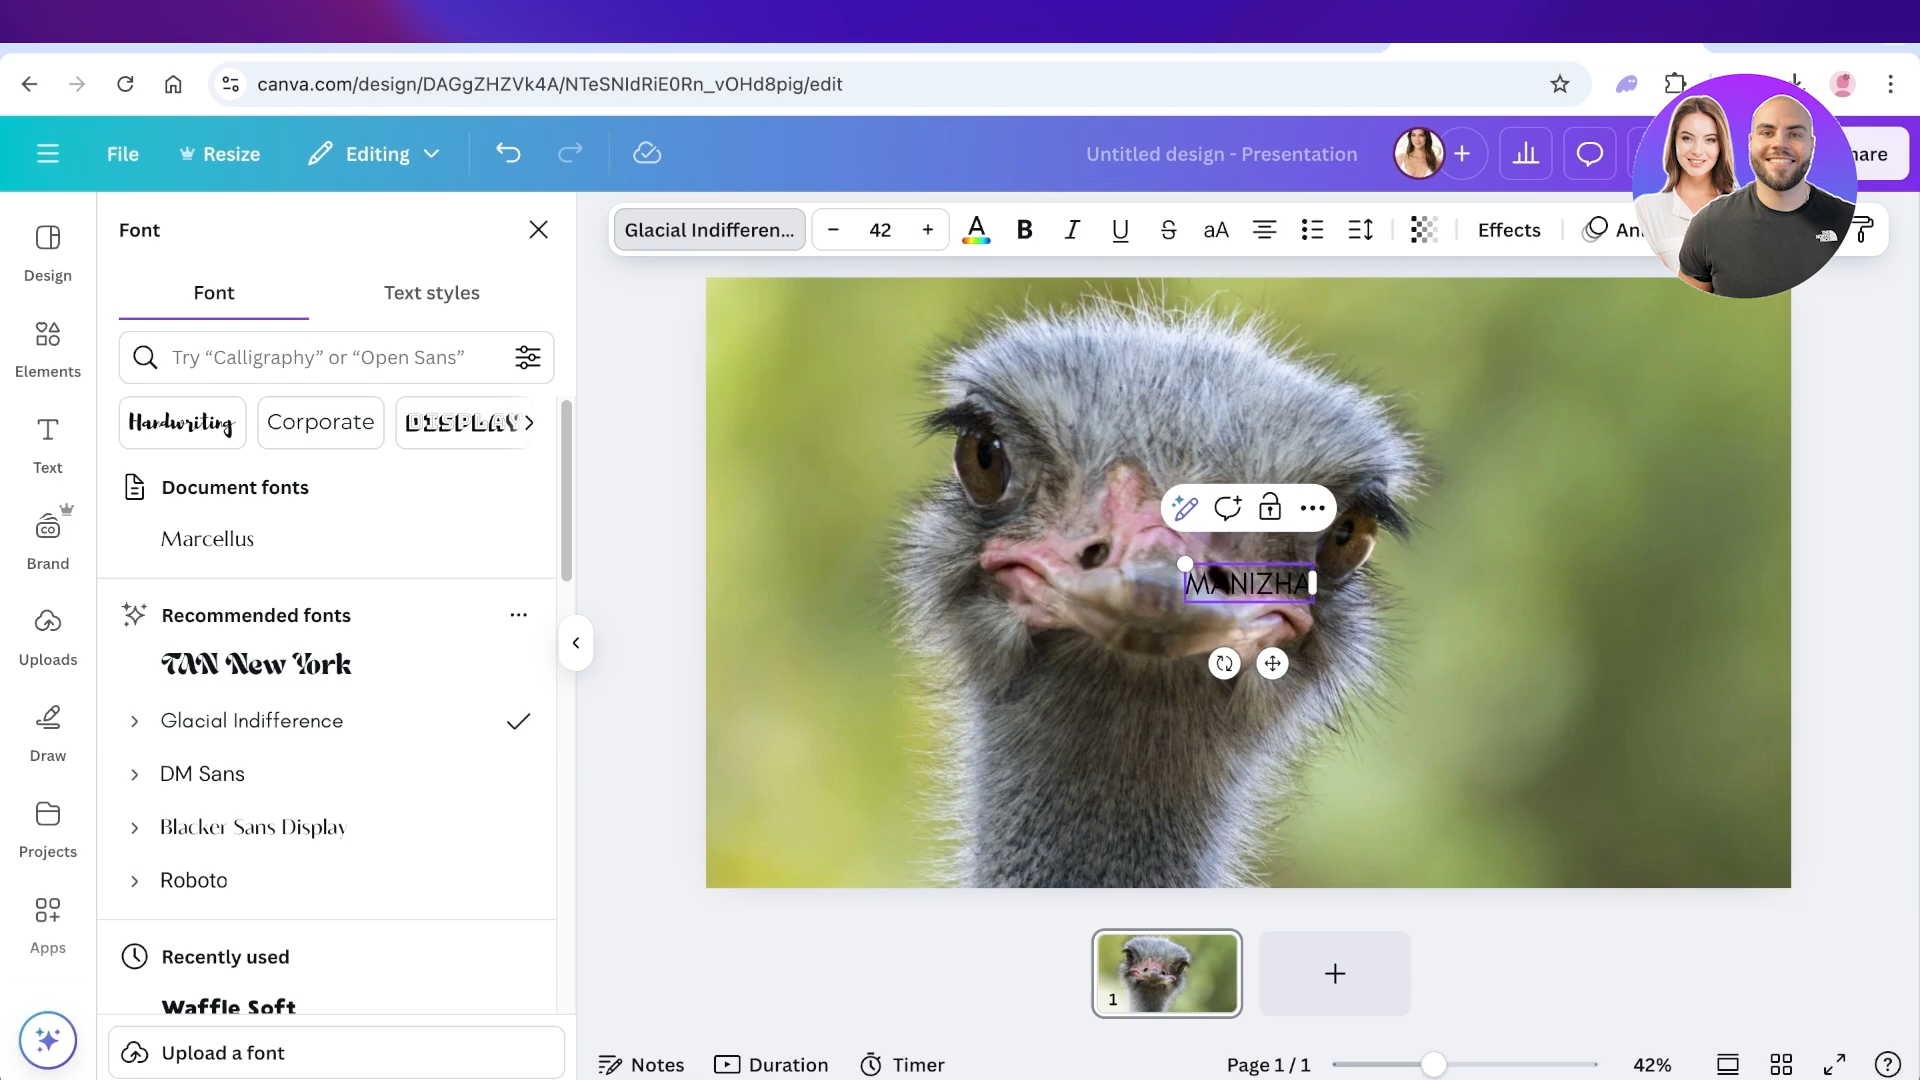 canva.com/design/DAGgZHZVk4A/NTeSNIdRiE0Rn_vOHd8pig/edit
File
Resize
Editing
Untitled design - Presentation
Font
Glacial Indifferen...
42
aA
Effects
Design
Font
Text styles
Try “Calligraphy” or “Open Sans”
Elements
Handwriting
Corporate
DISPLAY
Text
Document fonts
Marcellus
Brand
MANIZHA
Recommended fonts
TAN New York
Uploads
Glacial Indifference
Draw
DM Sans
Blacker Sans Display
Projects
Roboto
Apps
Recently used
Waffle Soft
1
Upload a font
Notes
Duration
Timer
Page 1 / 1
42%